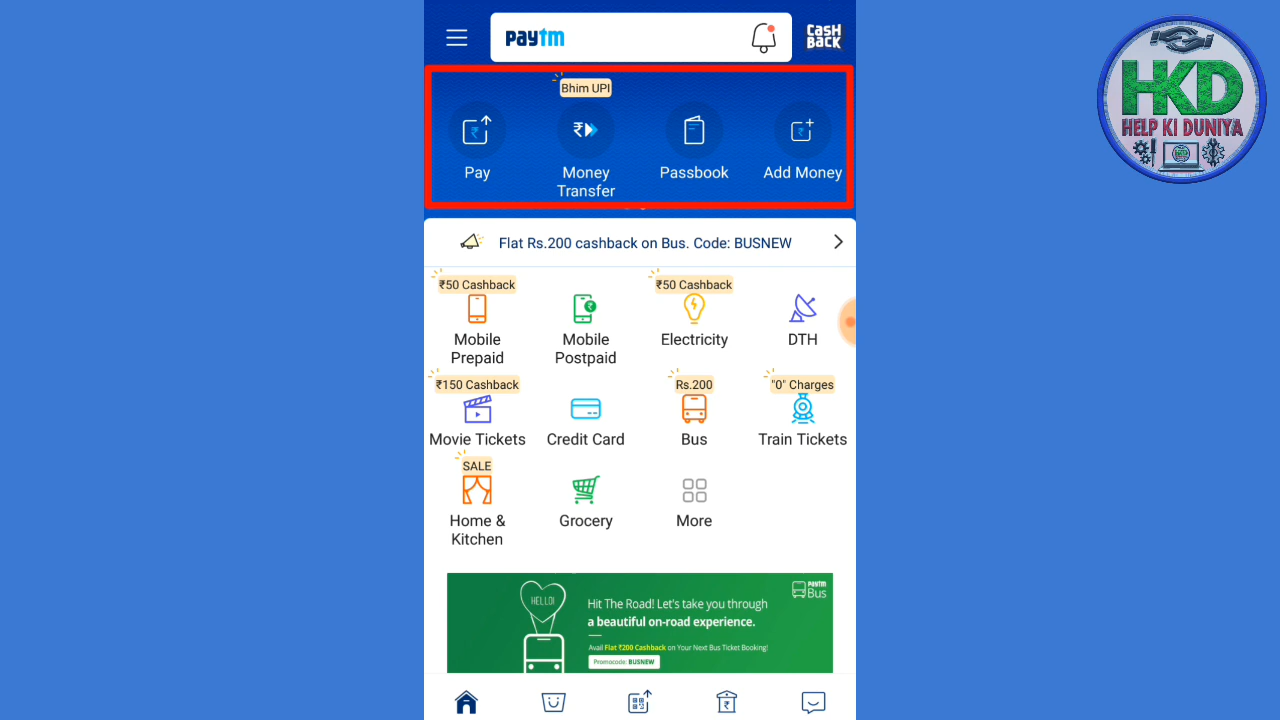 paytm
CASH
BACK
HKD
HELP KI DUNIYA
Bhim UPI
Pay
Money
Transfer
Passbook
Add Money
Flat Rs.200 cashback on Bus. Code: BUSNEW
₹50 Cashback
₹50 Cashback
Mobile
Prepaid
Mobile
Postpaid
Electricity
DTH
₹150 Cashback
Rs.200
"0" Charges
Movie Tickets
Credit Card
Bus
Train Tickets
SALE
Home &
Kitchen
Grocery
More
HELLO!
paytm
Bus
Hit The Road! Let's take you through
a beautiful on-road experience.
Avail Flat ₹200 Cashback on Your Next Bus Ticket Booking!
Promocode: BUSNEW